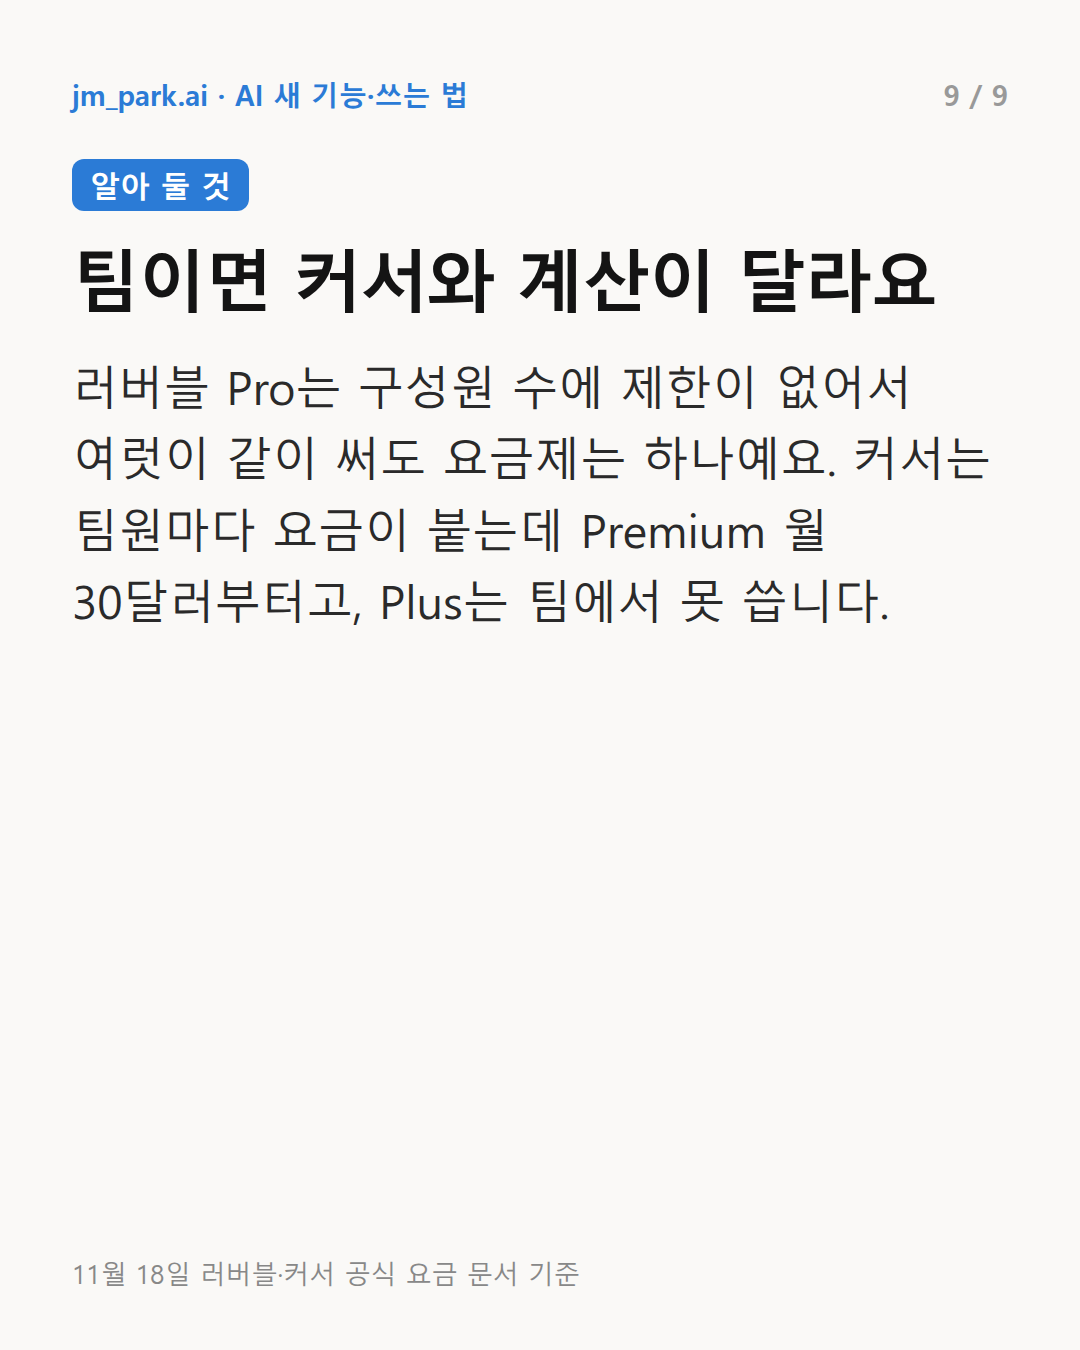 jm_park.ai · AI 새 기능·쓰는 법
9 / 9
알아 둘 것
팀이면 커서와 계산이 달라요
러버블 Pro는 구성원 수에 제한이 없어서
여럿이 같이 써도 요금제는 하나예요. 커서는
팀원마다 요금이 붙는데 Premium 월
30달러부터고, Plus는 팀에서 못 씁니다.
11월 18일 러버블·커서 공식 요금 문서 기준